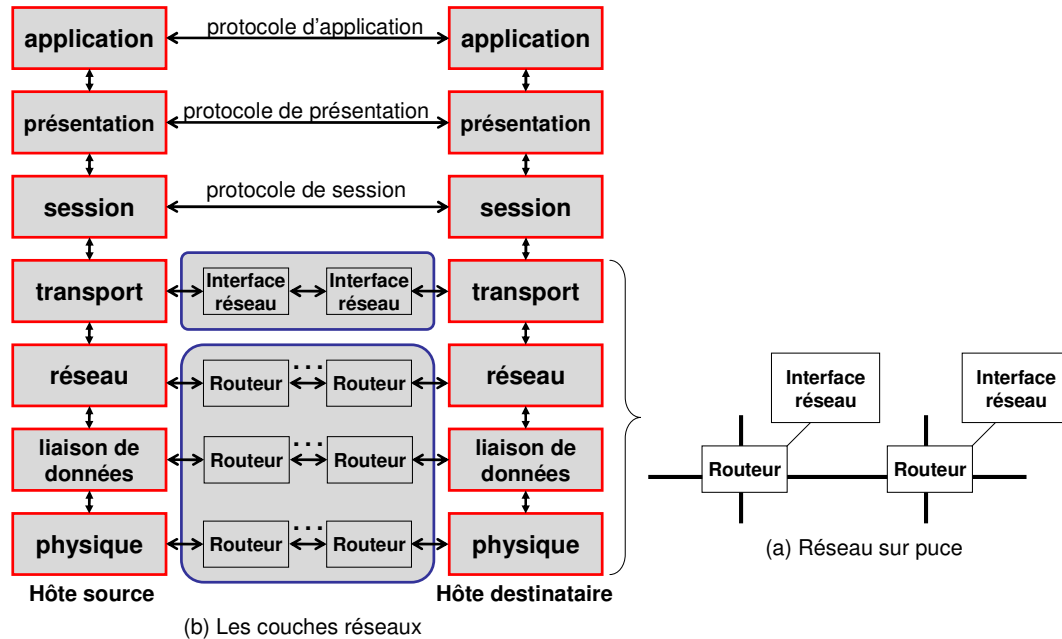 application
protocole d'application
application
présentation
protocole de présentation
présentation
session
protocole de session
session
transport
Interface
réseau
Interface
réseau
transport
réseau
Routeur
...
Routeur
réseau
liaison de
données
Routeur
...
Routeur
liaison de
données
physique
Routeur
...
Routeur
physique
Hôte source
Hôte destinataire
(b) Les couches réseaux
Interface
réseau
Interface
réseau
Routeur
Routeur
(a) Réseau sur puce